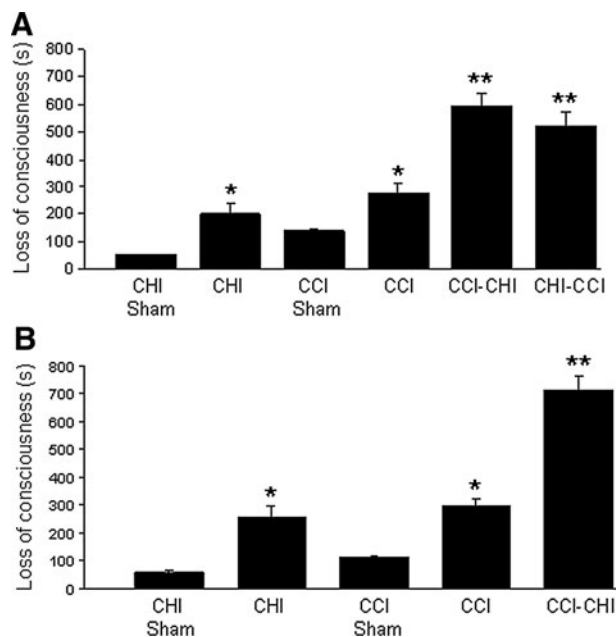 A
Loss of consciousness (s)
800
700
600
500
400
300
200
100
0
*
*
**
**
CHI
Sham
CHI
CCI
Sham
CCI
CCI-CHI
CHI-CCI
B
Loss of consciousness (s)
800
700
600
500
400
300
200
100
0
*
*
**
CHI
Sham
CHI
CCI
Sham
CCI
CCI-CHI